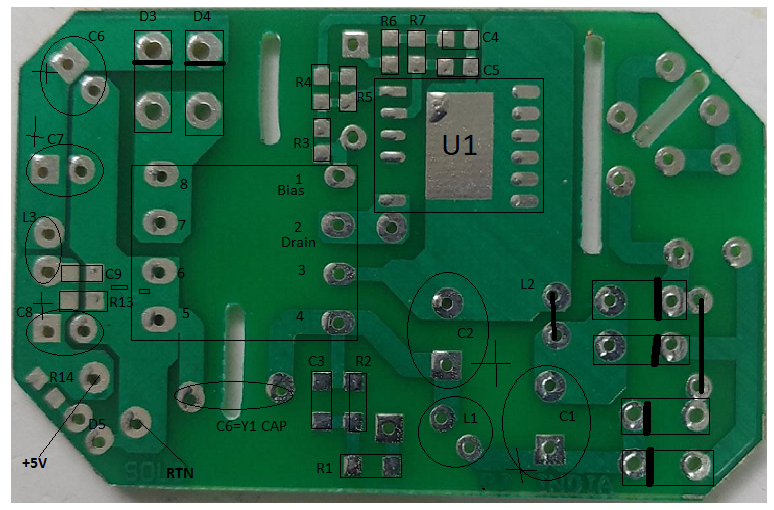 D3 D4
C6
R6 R7
C4
C5
R4
R5
R3
U1
C7
8
1
Bias
7
2
Drain
L3
6
3
C9
R13
L2
C8
5
4
C2
C3 R2
R14
C1
L1
C6=Y1 CAP
D5
+5V
RTN
R1
SOL
INDIA